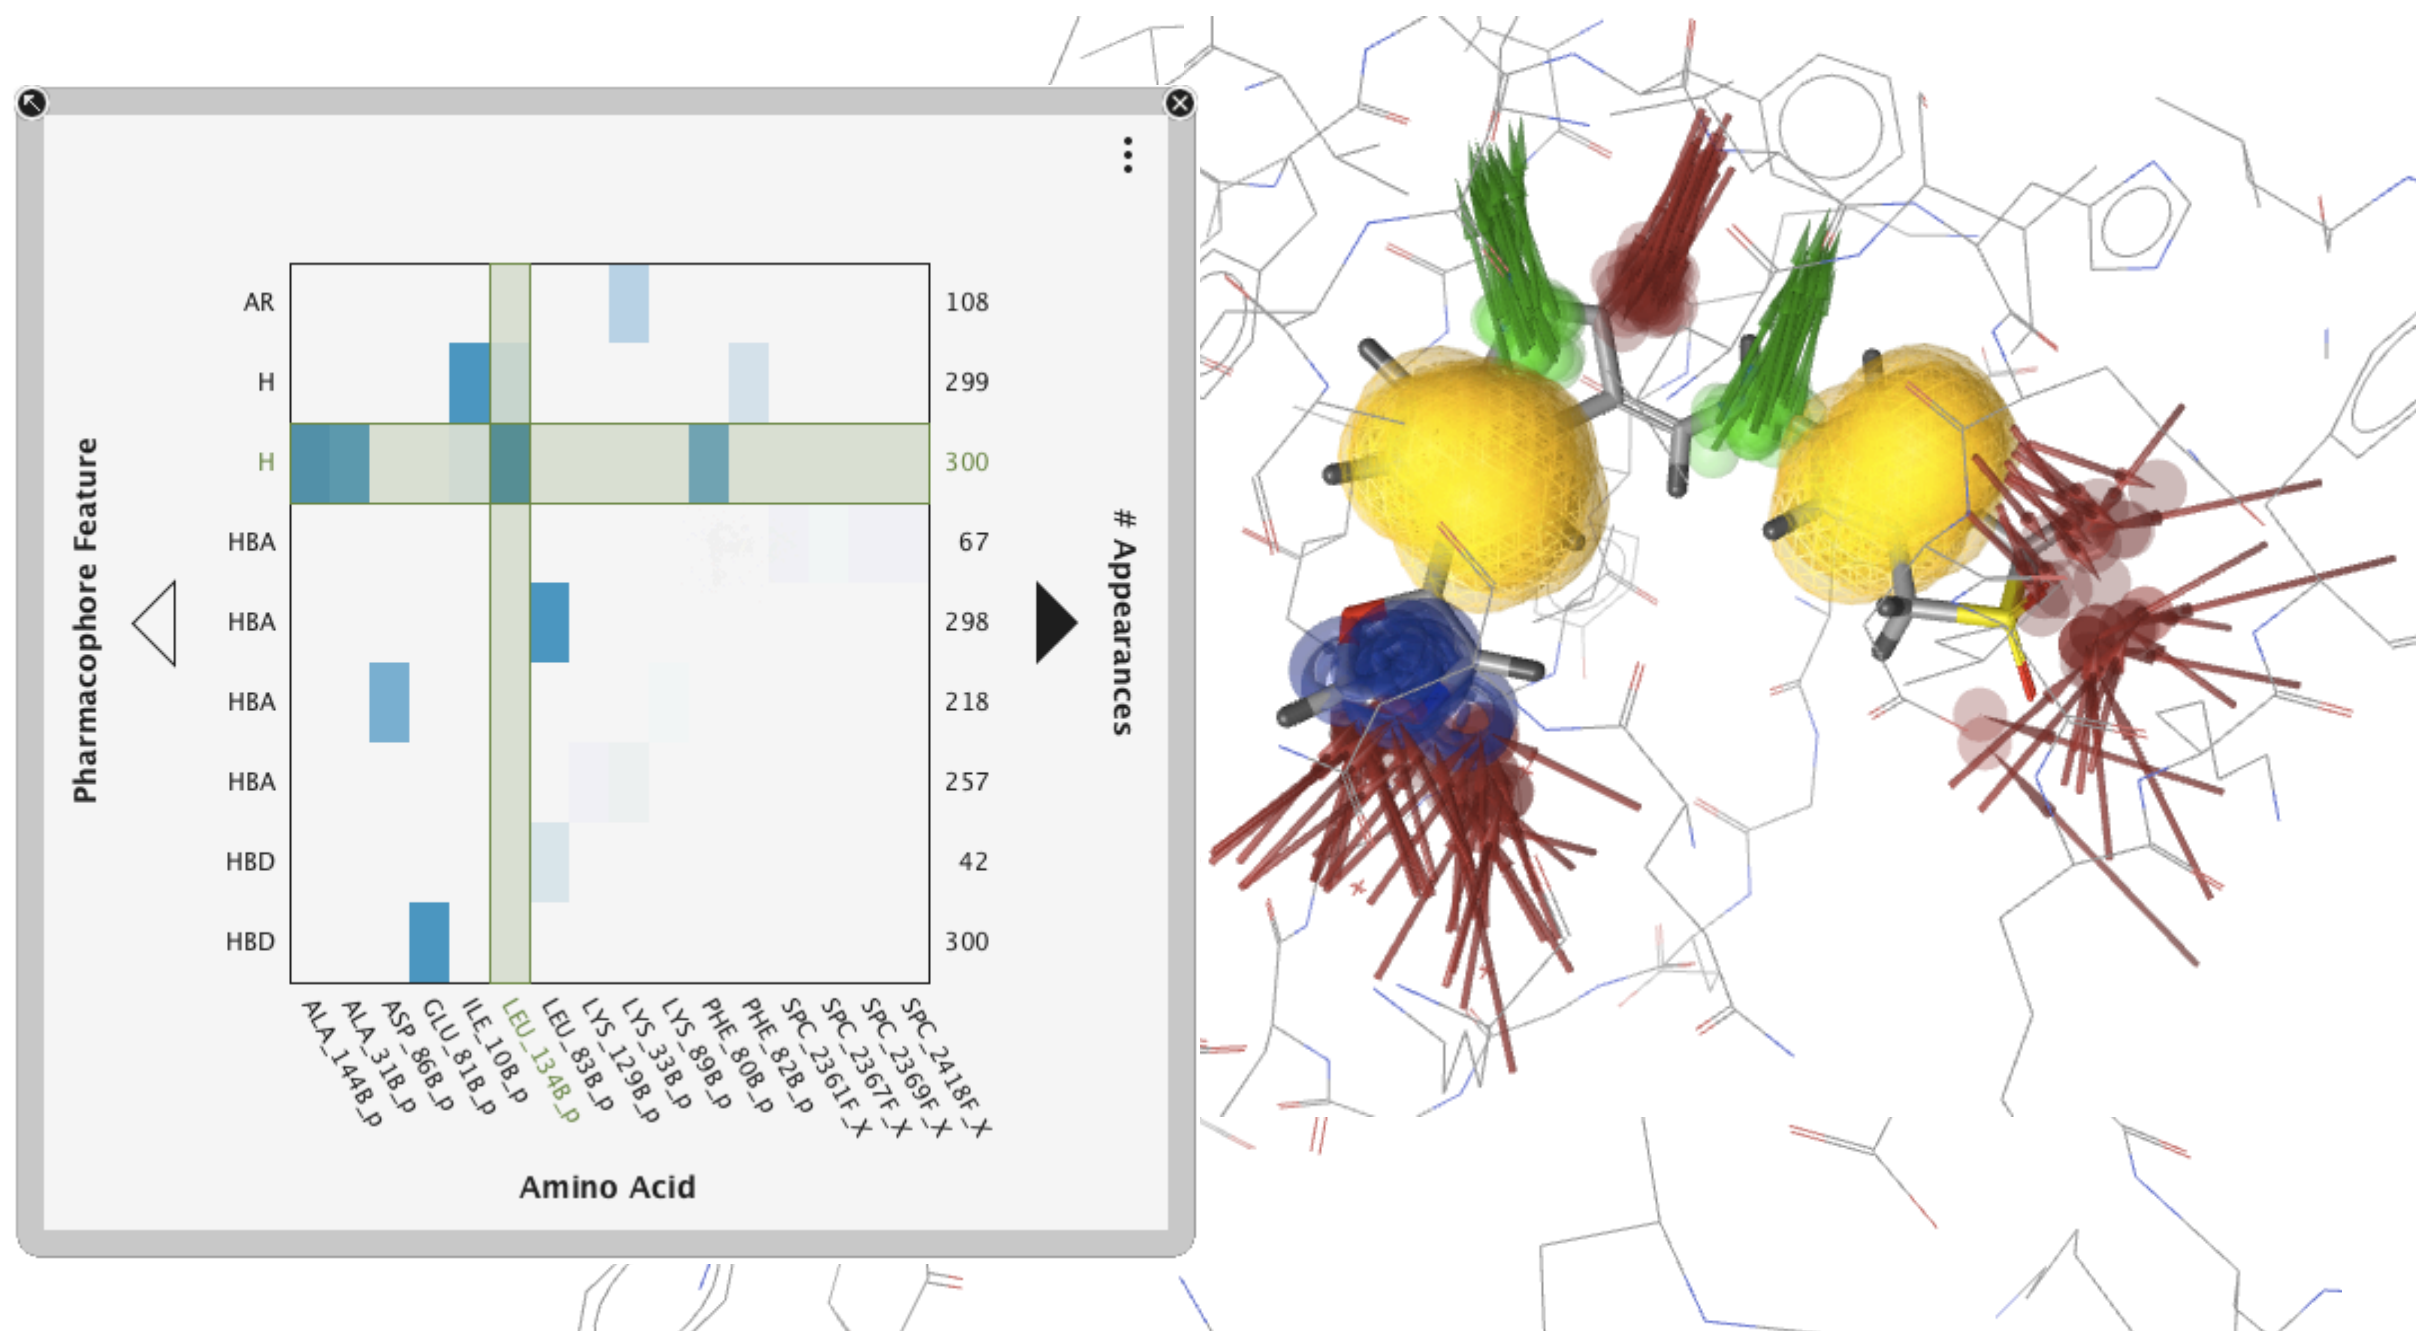 AR 108
H 299
H 300
HBA 67
HBA 298
HBA 218
HBA 257
HBD 42
HBD 300
Pharmacophore Feature
# Appearances
ALA_144B_p
ALA_31B_p
ASP_86B_p
GLU_81B_p
ILE_10B_p
LEU_134B_p
LEU_83B_p
LYS_129B_p
LYS_33B_p
LYS_89B_p
PHE_80B_p
PHE_82B_p
SPC_2361F_X
SPC_2367F_X
SPC_2369F_X
SPC_2418F_X
Amino Acid